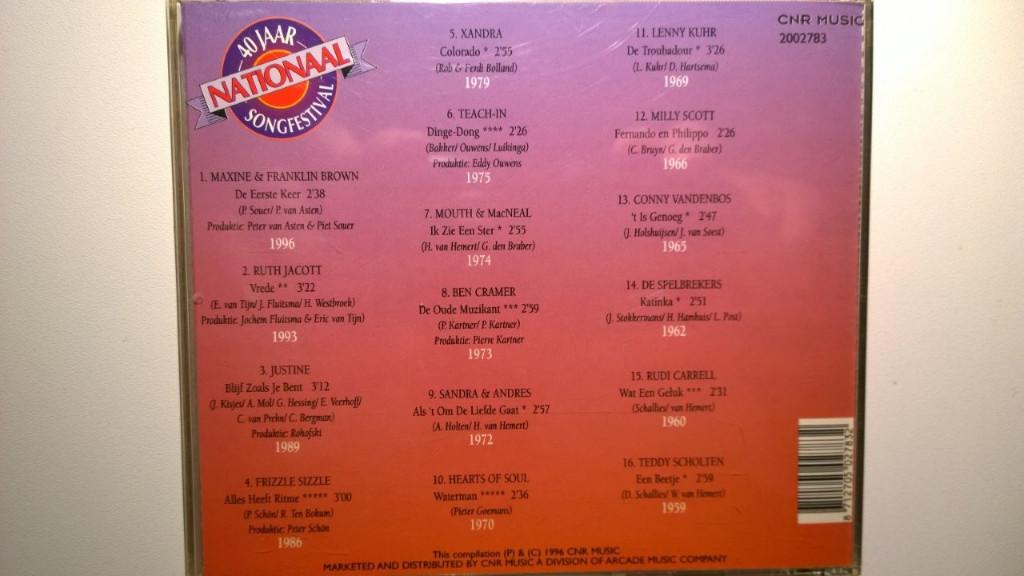 40 JAAR
NATIONAAL
SONGFESTIVAL
1. MAXINE & FRANKLIN BROWN
De Eerste Keer 2'38
(P. Souer/ P. van Asten)
Produktie: Peter van Asten & Piet Souer
1996
2. RUTH JACOTT
Vrede ** 3'22
(E. van Tijn/ J. Fluitsma/ H. Westbroek)
Produktie: Jochem Fluitsma & Eric van Tijn)
1993
3. JUSTINE
Blijf Zoals Je Bent 3'12
(J. Kisjes/ A. Mol/ G. Hessing/ E. Veerhoff/
C. van Prehn/ C. Bergman)
Produktie: Rohofski
1989
4. FRIZZLE SIZZLE
Alles Heeft Ritme ***** 3'00
(P. Schön/ R. Ten Bokum)
Produktie: Peter Schön
1986
5. XANDRA
Colorado * 2'55
(Rob & Ferdi Bolland)
1979
6. TEACH-IN
Dinge-Dong **** 2'26
(Bakker/ Ouwens/ Luikinga)
Produktie: Eddy Ouwens
1975
7. MOUTH & MacNEAL
Ik Zie Een Ster * 2'55
(H. van Hemert/ G. den Braber)
1974
8. BEN CRAMER
De Oude Muzikant *** 2'59
(P. Kartner/ P. Kartner)
Produktie: Pierre Kartner
1973
9. SANDRA & ANDRES
Als 't Om De Liefde Gaat * 2'57
(A. Holten/ H. van Hemert)
1972
10. HEARTS OF SOUL
Waterman ***** 2'36
(Pieter Goemans)
1970
11. LENNY KUHR
De Troubadour * 3'26
(L. Kuhr/ D. Hartsema)
1969
12. MILLY SCOTT
Fernando en Philippo 2'26
(C. Bruyn/ G. den Braber)
1966
13. CONNY VANDENBOS
't Is Genoeg * 2'47
(J. Holshuijsen/ J. van Soest)
1965
14. DE SPELBREKERS
Katinka * 2'51
(J. Stokkermans/ H. Hamhuis/ L. Post)
1962
15. RUDI CARRELL
Wat Een Geluk *** 2'31
(Schallies/ van Hemert)
1960
16. TEDDY SCHOLTEN
Een Beetje * 2'59
(D. Schallies/ W. van Hemert)
1959
CNR MUSIC
2002783
8 712705 027832
This compilation (P) & (C) 1996 CNR MUSIC
MARKETED AND DISTRIBUTED BY CNR MUSIC A DIVISION OF ARCADE MUSIC COMPANY